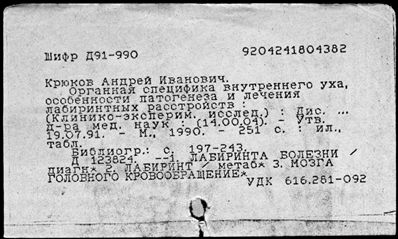 Шифр Д91-990 9204241804382
Крюков Андрей Иванович.
Органная специфика внутреннего уха,
особенности патогенеза и лечения
лабиринтных расстройств :
(Клинико-эксперим. исслед.) : Дис. ...
д-ра мед. наук : (14.00.04). - Утв.
19.07.91. - М., 1990. - 251 с. : ил.,
табл.
Библиогр.: с. 197-243.
Д 123824. --1. ЛАБИРИНТА БОЛЕЗНИ /
диагн* 2. ЛАБИРИНТ / метаб* 3. МОЗГА
ГОЛОВНОГО КРОВООБРАЩЕНИЕ*
УДК 616.281-092